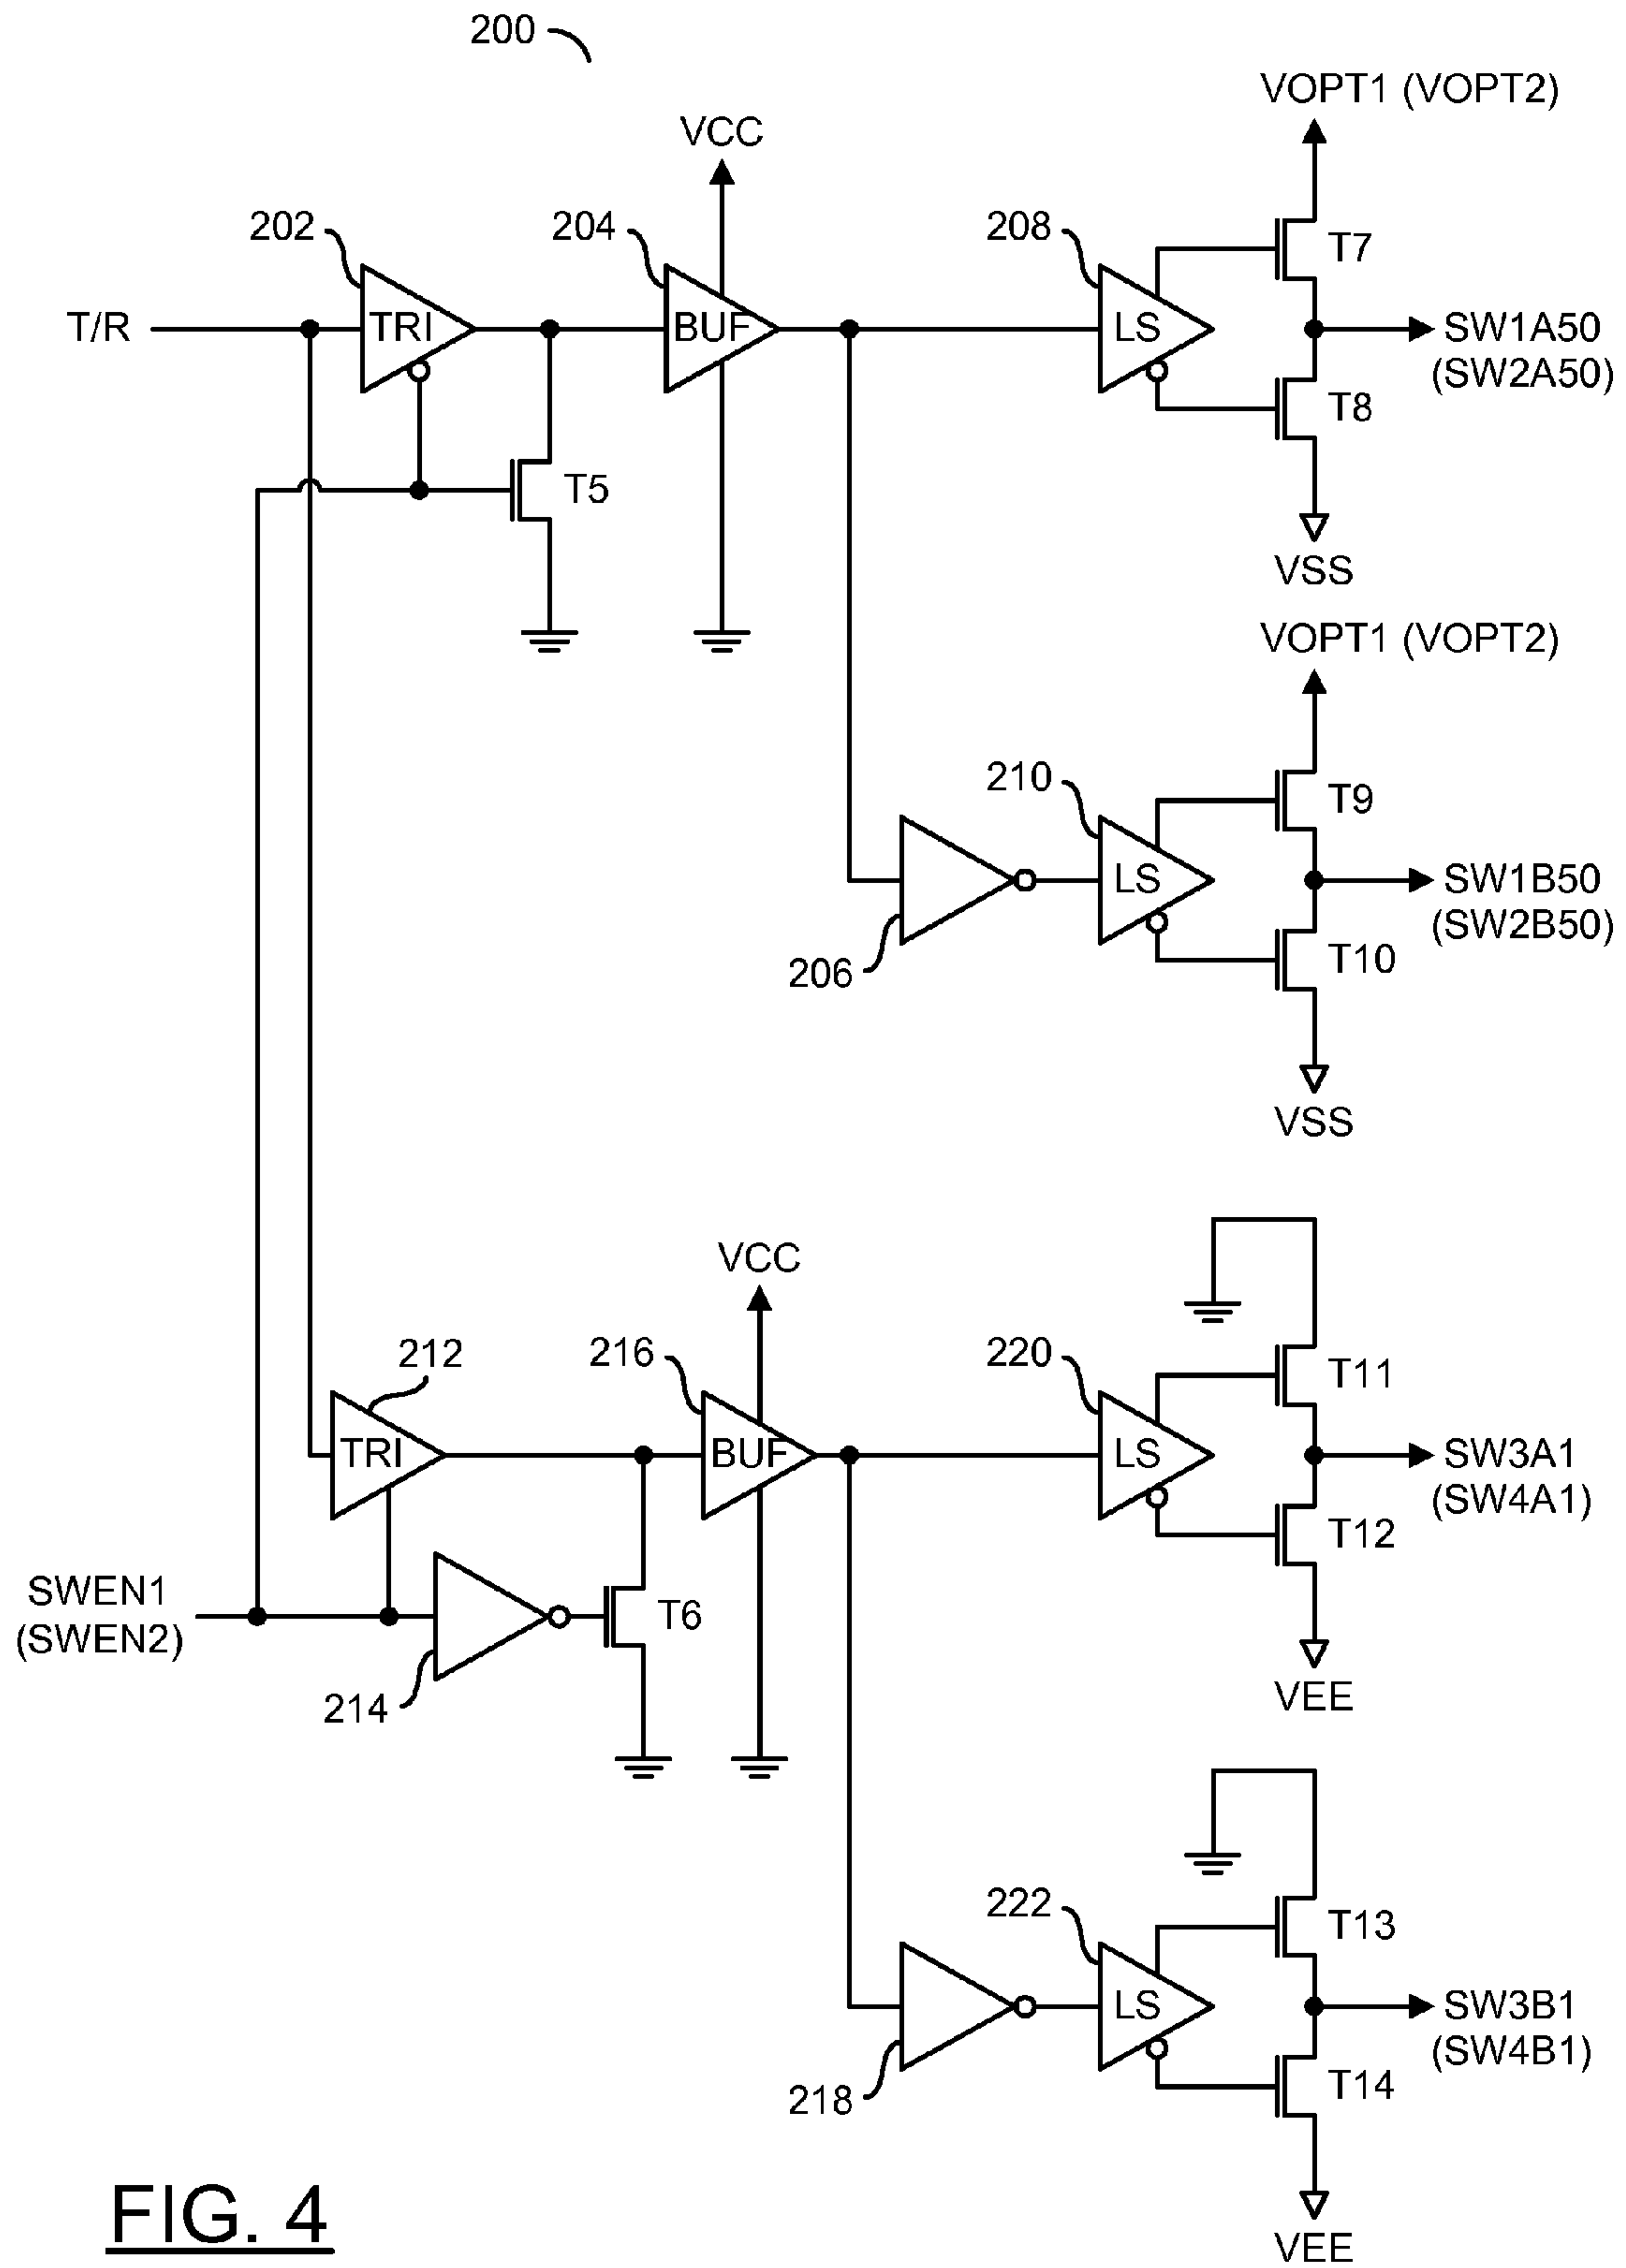 200
VOPT1 (VOPT2)
VCC
202
204
208
T7
T/R
TRI
BUF
LS
SW1A50
(SW2A50)
T8
T5
VSS
VOPT1 (VOPT2)
210
T9
LS
SW1B50
(SW2B50)
206
T10
VSS
VCC
212
216
220
T11
TRI
BUF
LS
SW3A1
(SW4A1)
T12
SWEN1
(SWEN2)
T6
214
VEE
222
T13
LS
SW3B1
(SW4B1)
218
T14
VEE
FIG. 4